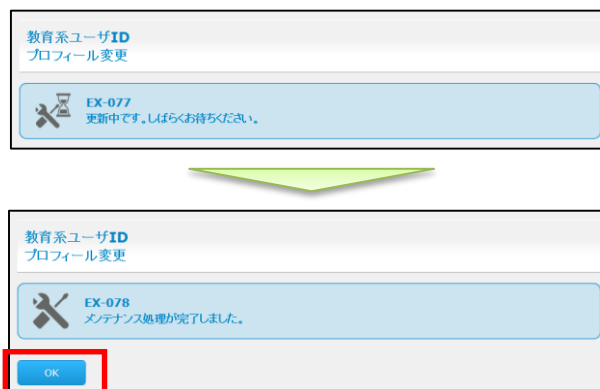 教育系ユーザID
プロフィール変更
EX-077
更新中です。しばらくお待ちください。
教育系ユーザID
プロフィール変更
EX-078
メンテナンス処理が完了しました。
OK